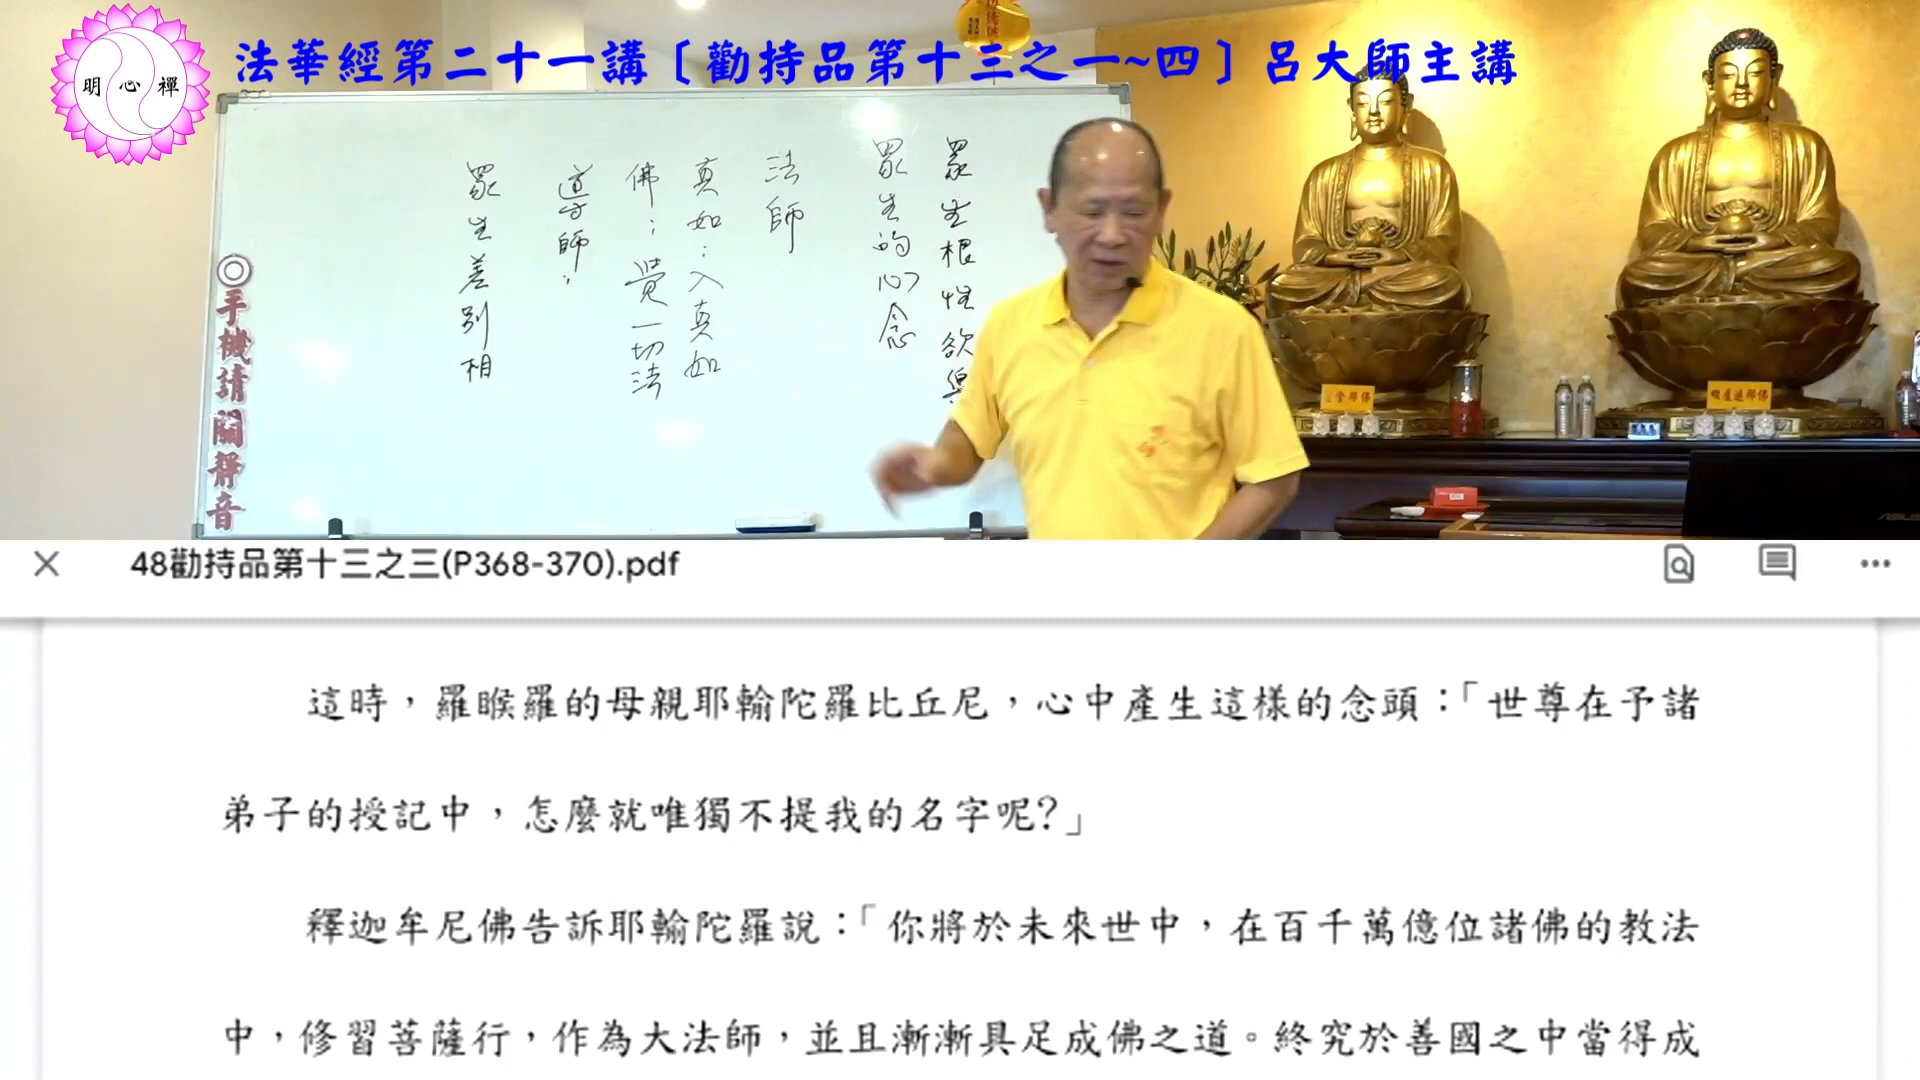 明心禪
法華經第二十一講〔勸持品第十三之一~四〕呂大師主講
眾生根性欲
眾生的心念
法師
真如：入真如
佛：覺一切法
導師：
眾生差別相
◎手機請關靜音
48勸持品第十三之三(P368-370).pdf
這時，羅睺羅的母親耶輸陀羅比丘尼，心中產生這樣的念頭：「世尊在予諸
弟子的授記中，怎麼就唯獨不提我的名字呢？」
釋迦牟尼佛告訴耶輸陀羅說：「你將於未來世中，在百千萬億位諸佛的教法
中，修習菩薩行，作為大法師，並且漸漸具足成佛之道。終究於善國之中當得成